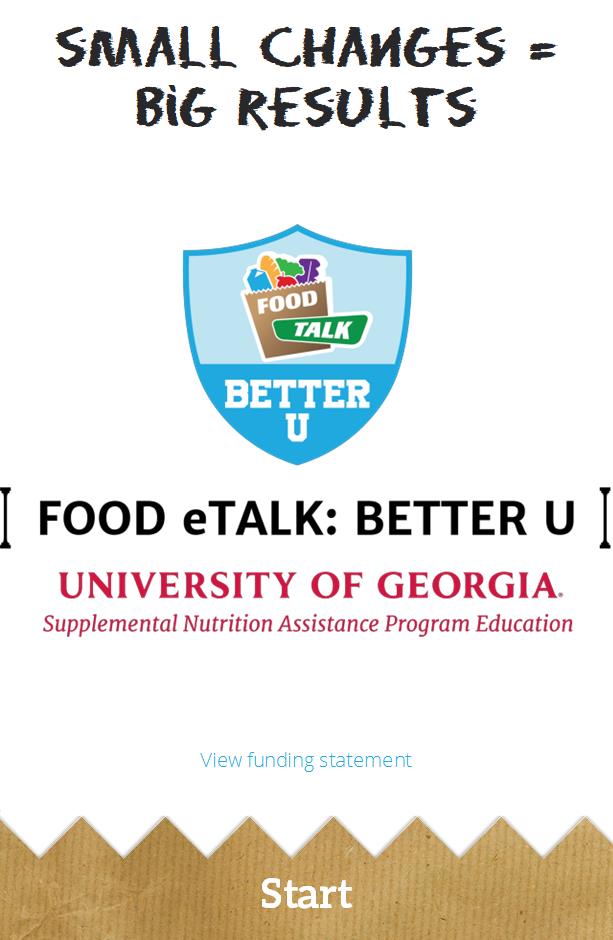 SMALL CHANGES =
BiG RESULTS
FOOD
TALK
BETTER
U
FOOD eTALK: BETTER U
UNIVERSITY OF GEORGIA®
Supplemental Nutrition Assistance Program Education
View funding statement
Start